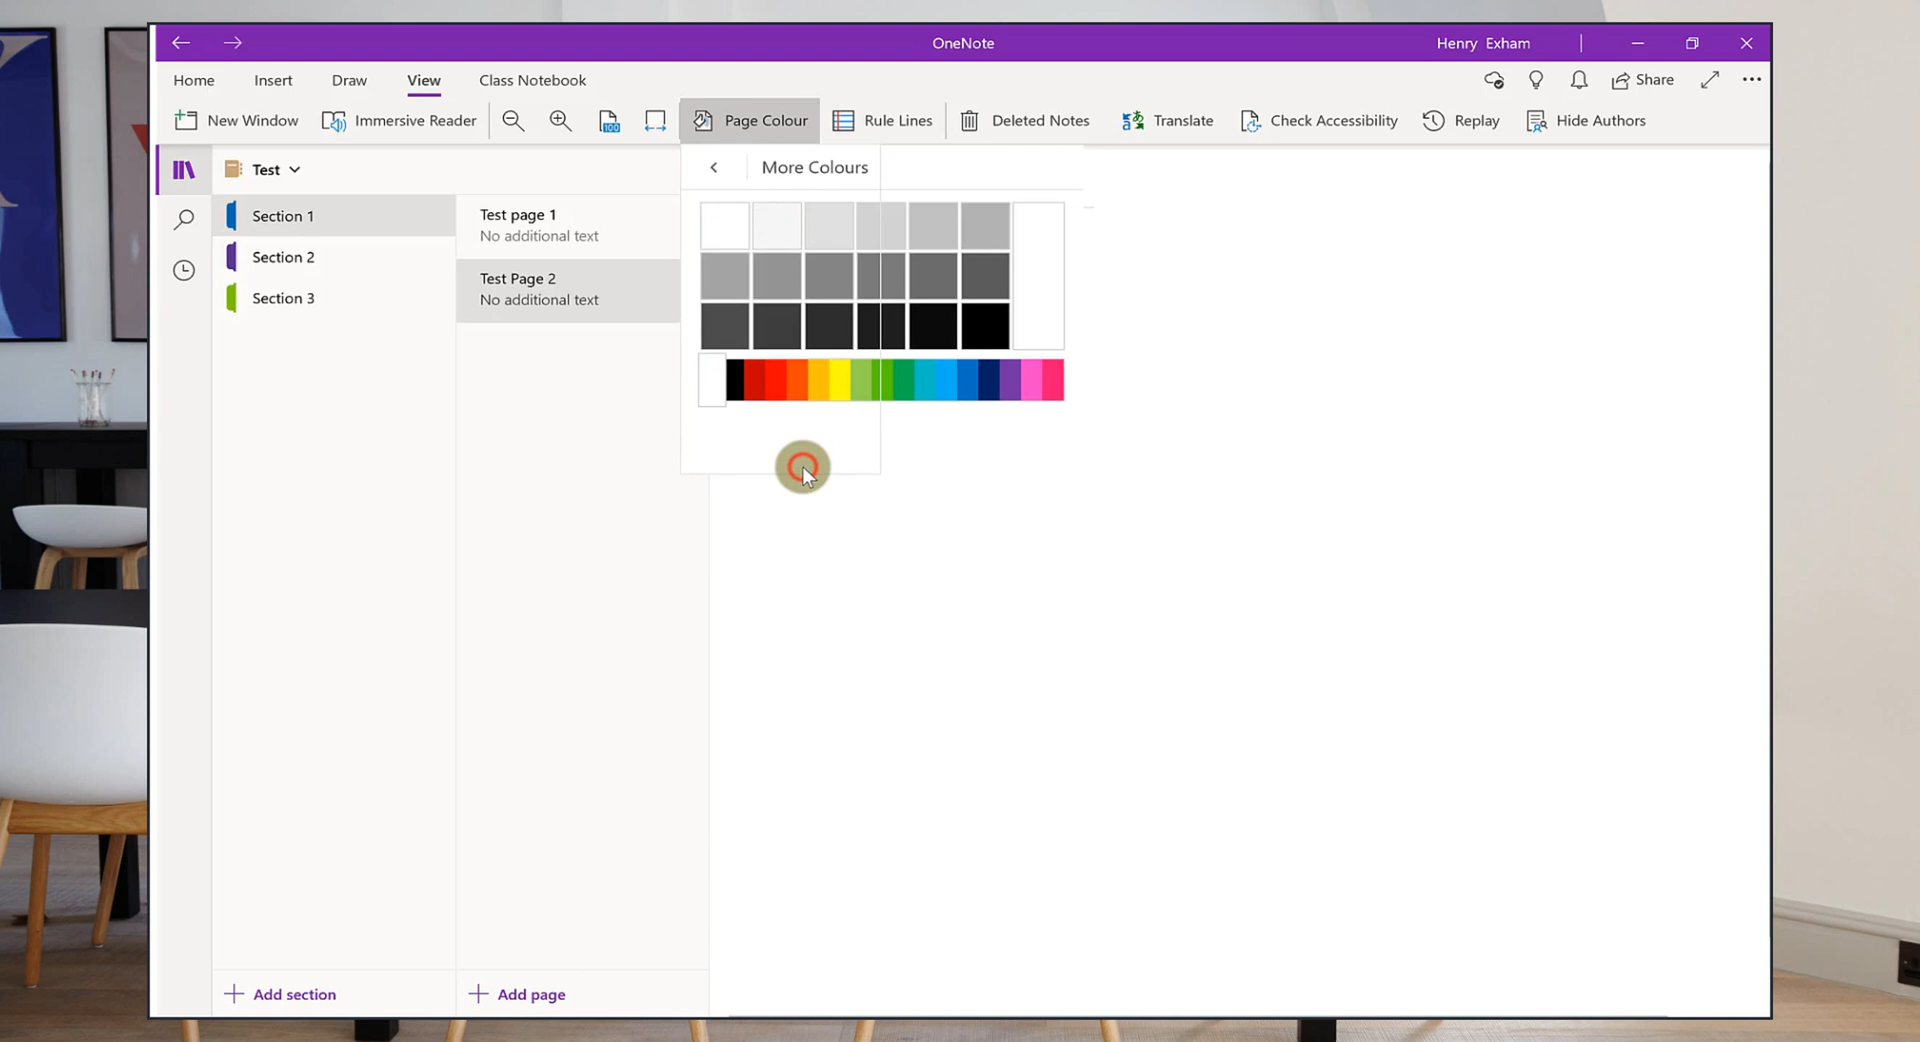 OneNote
Henry Exham
Home Insert Draw View Class Notebook
Share
New Window Immersive Reader 100 Page Colour Rule Lines Deleted Notes Translate Check Accessibility Replay Hide Authors
Test
More Colours
Section 1
Section 2
Section 3
Test page 1
No additional text
Test Page 2
No additional text
Add section
Add page